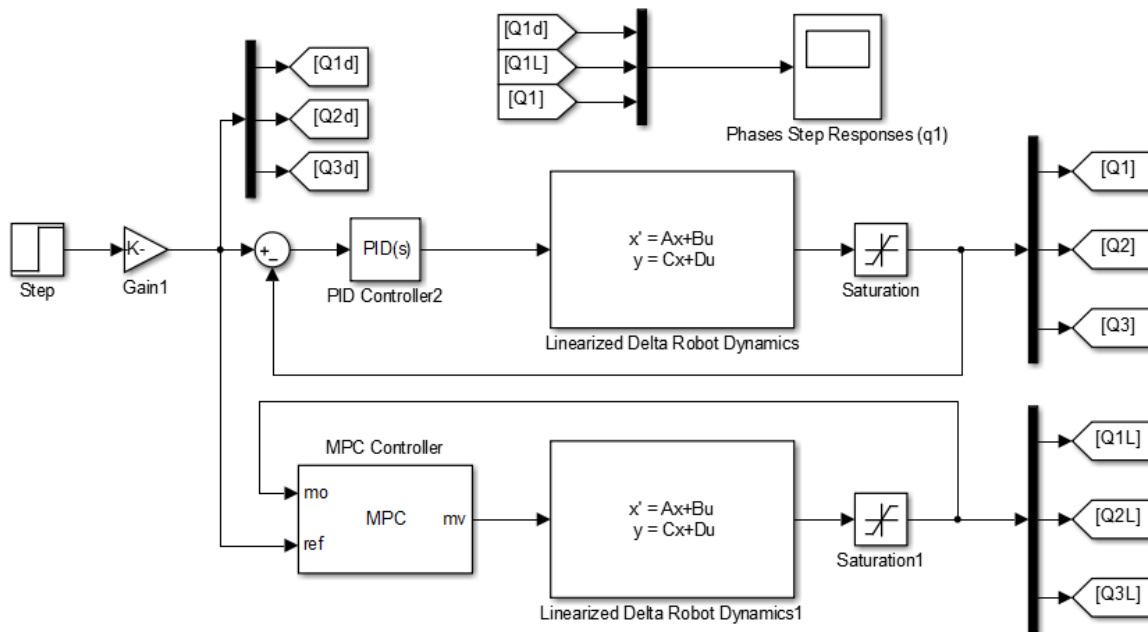 [Q1d]
[Q2d]
[Q3d]
[Q1d]
[Q1L]
[Q1]
Phases Step Responses (q1)
Step
K-
Gain1
+
−
PID(s)
PID Controller2
x' = Ax+Bu
y = Cx+Du
Linearized Delta Robot Dynamics
Saturation
[Q1]
[Q2]
[Q3]
MPC Controller
mo
MPC
mv
ref
x' = Ax+Bu
y = Cx+Du
Linearized Delta Robot Dynamics1
Saturation1
[Q1L]
[Q2L]
[Q3L]